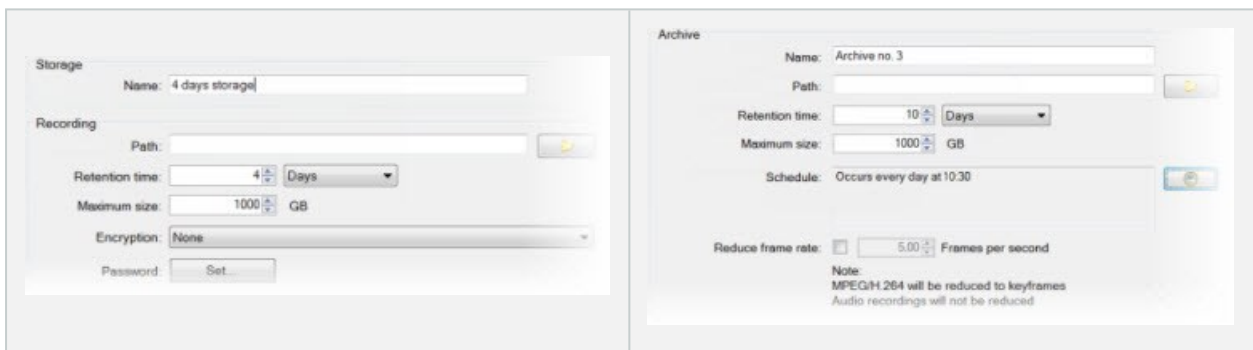 Storage
Name: 4 days storage
Recording
Path:
Retention time: 4 Days
Maximum size: 1000 GB
Encryption: None
Password: Set...
Archive
Name: Archive no. 3
Path:
Retention time: 10 Days
Maximum size: 1000 GB
Schedule: Occurs every day at 10:30
Reduce frame rate: 5.00 Frames per second
Note:
MPEG/H.264 will be reduced to keyframes
Audio recordings will not be reduced